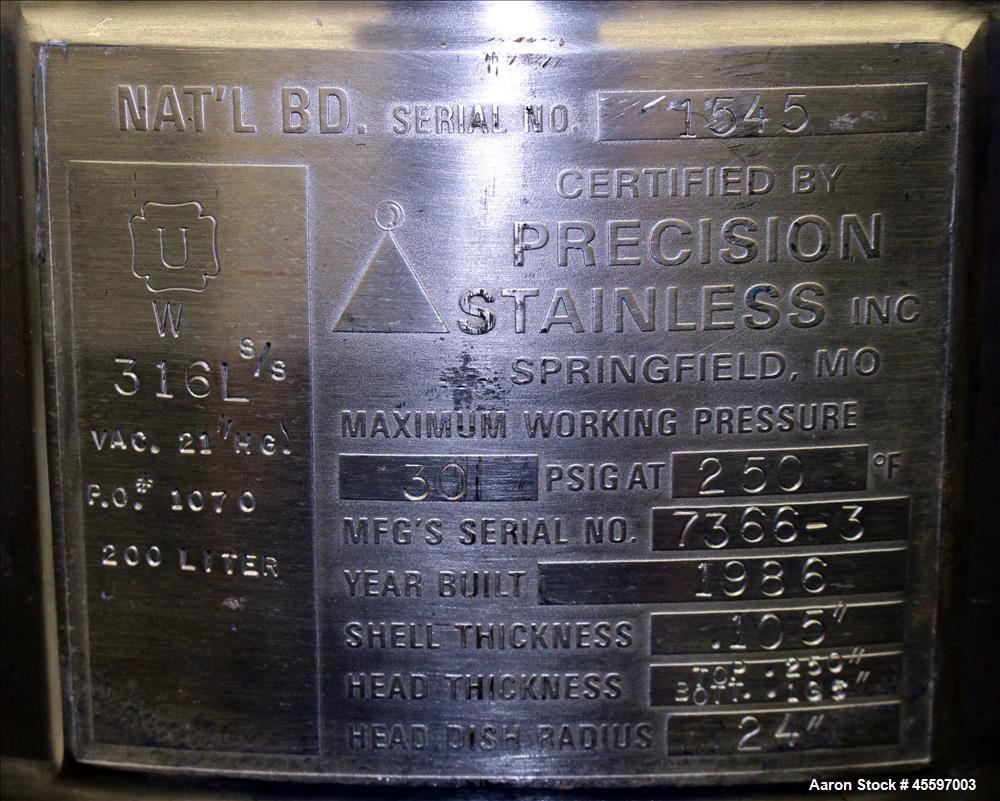 NAT'L BD. SERIAL NO. 1545
U
W
316L S/S
VAC. 21" HG.
P.O.# 1070
200 LITER
CERTIFIED BY
PRECISION
STAINLESS INC
SPRINGFIELD, MO
MAXIMUM WORKING PRESSURE
30 PSIG AT 250 °F
MFG'S SERIAL NO. 7366-3
YEAR BUILT 1986
SHELL THICKNESS .105"
HEAD THICKNESS TOP .250"
BOTT.
HEAD DISH RADIUS 24"
Aaron Stock # 45597003